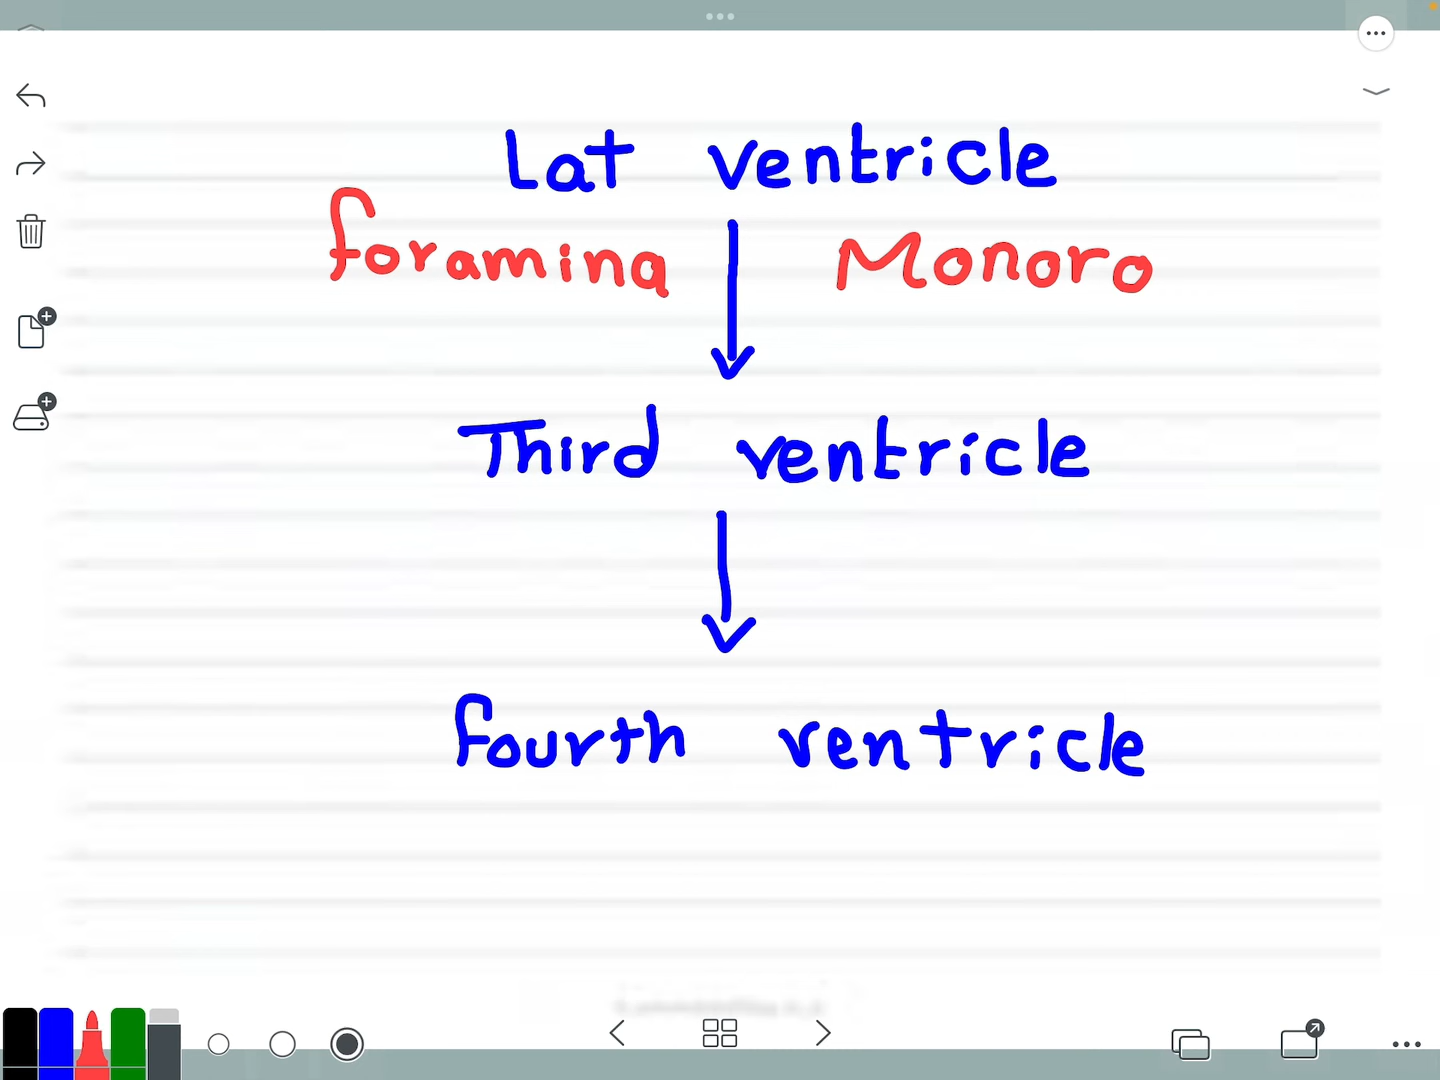 Lat ventricle
foramina Monoro
Third ventricle
fourth ventricle